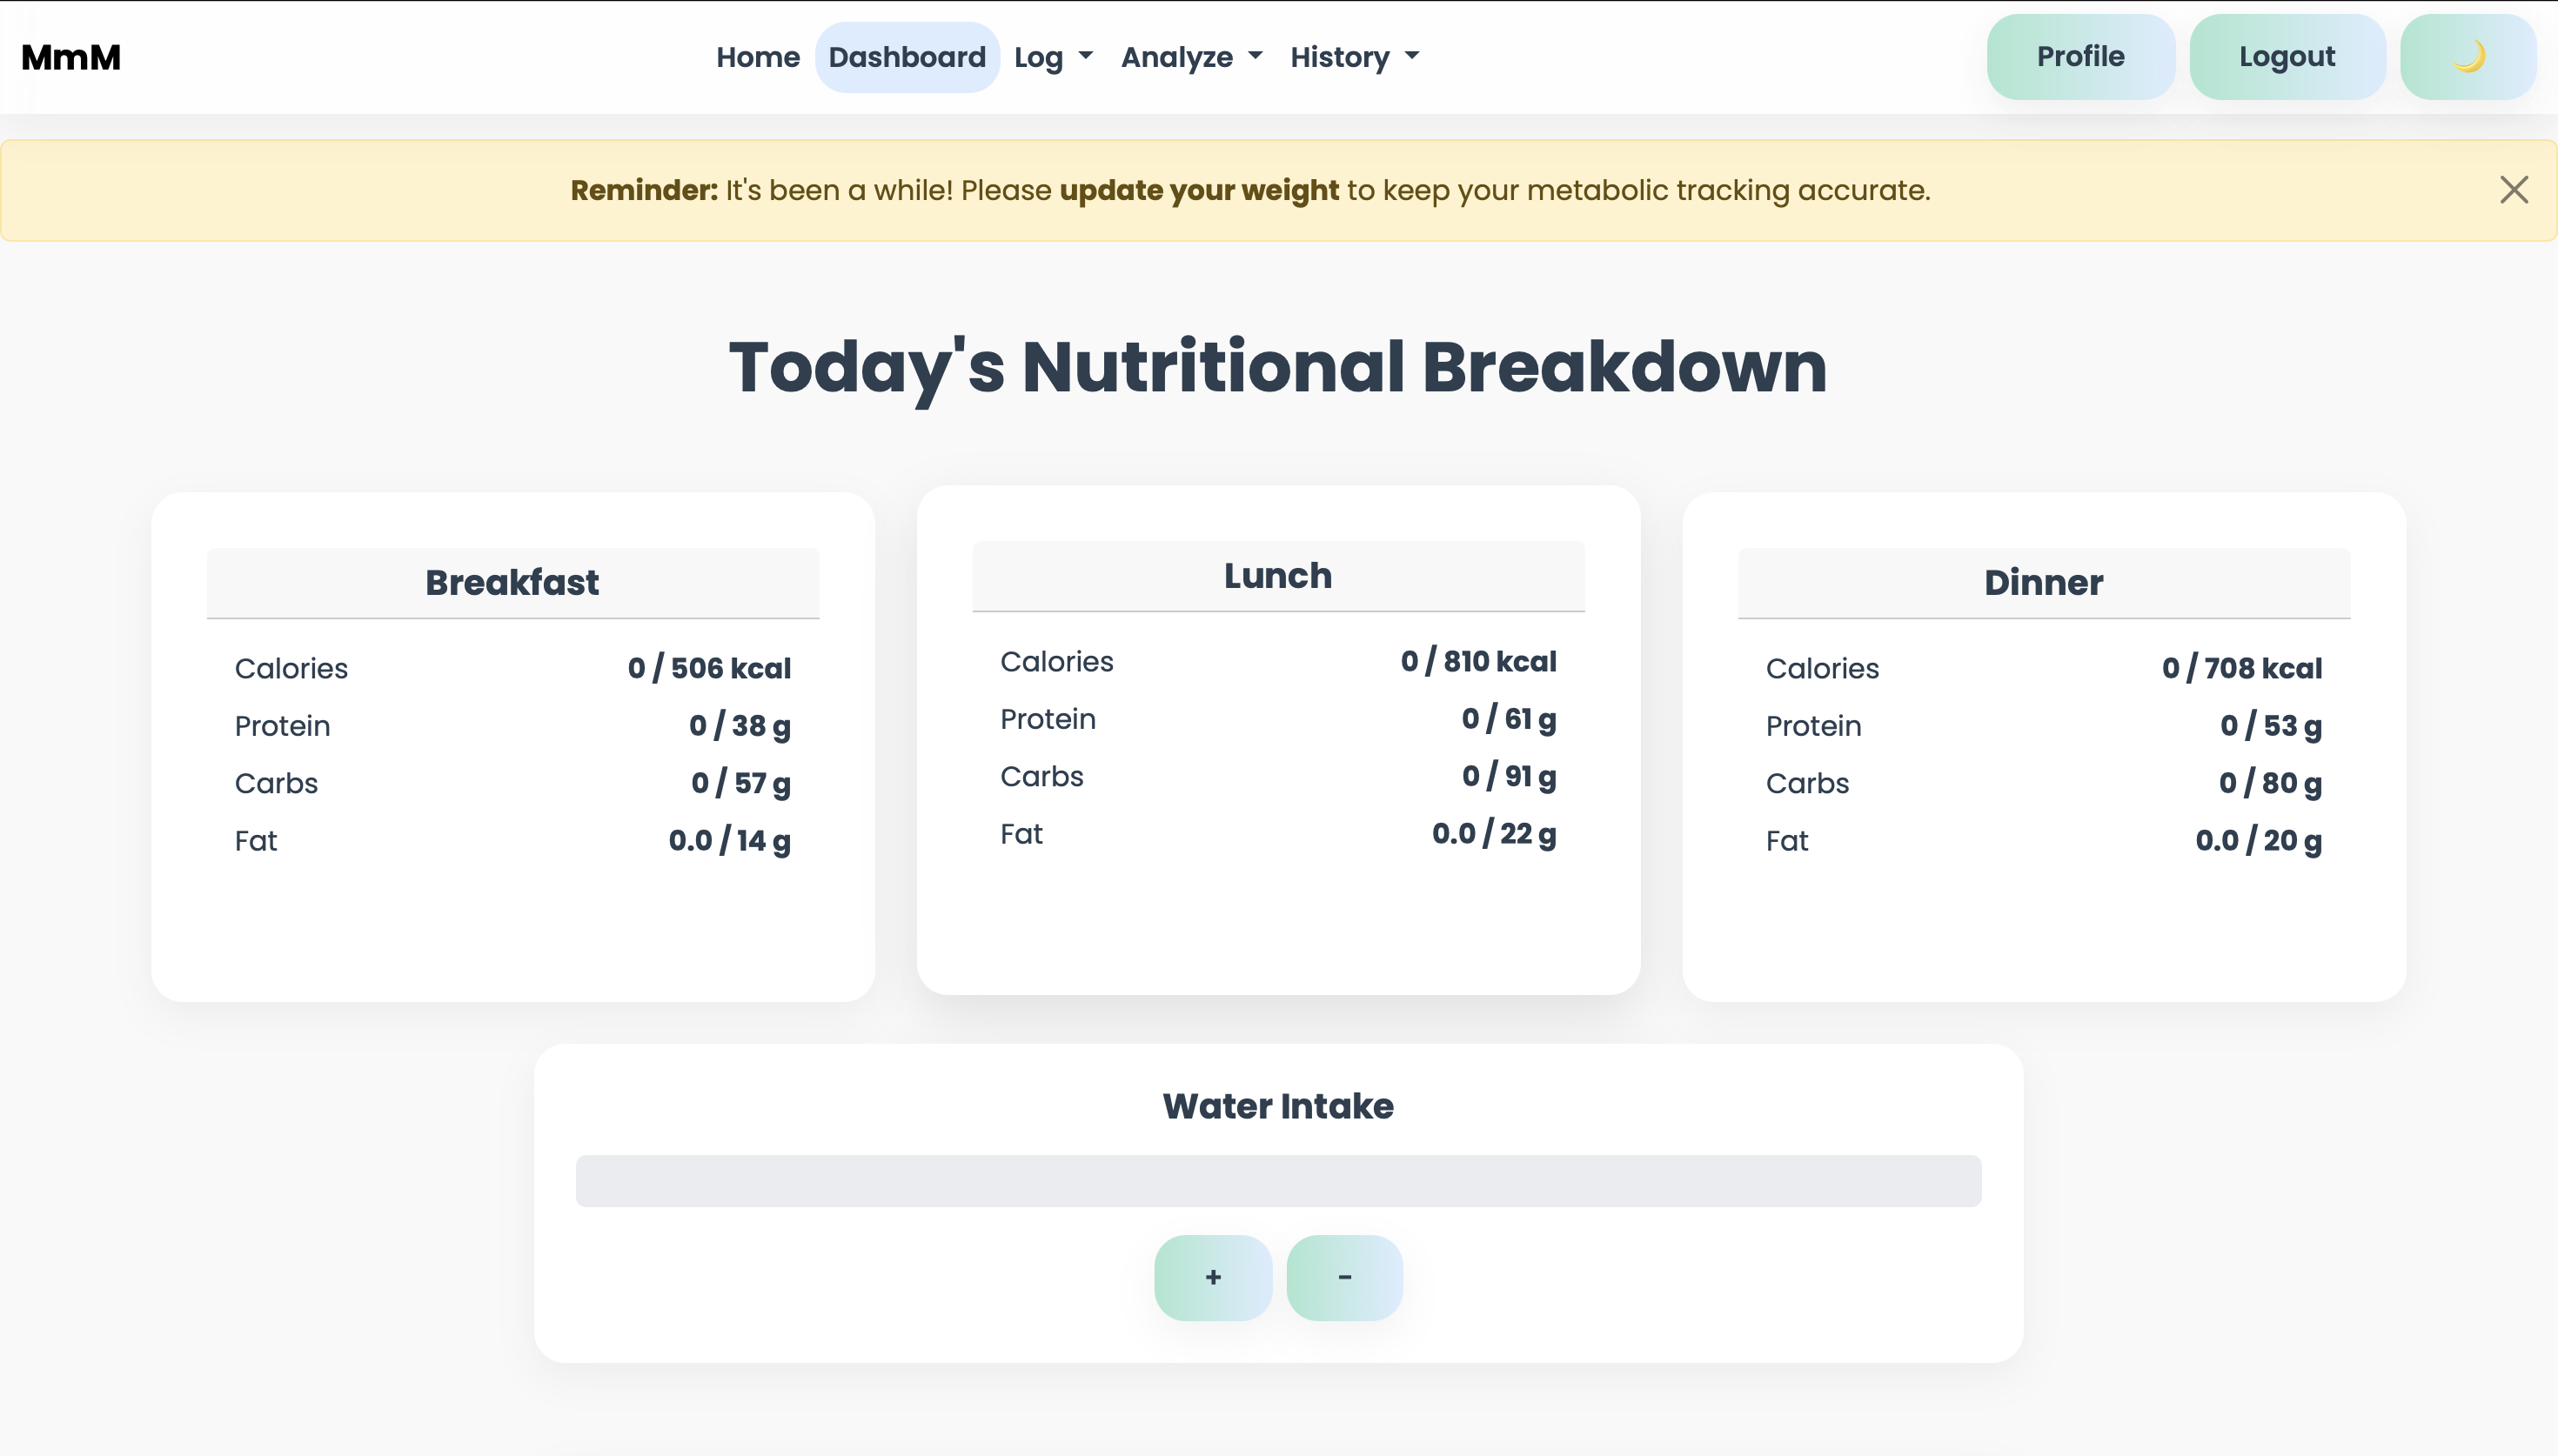 MmM
Home Dashboard Log Analyze History
Profile Logout
Reminder: It's been a while! Please update your weight to keep your metabolic tracking accurate.
Today's Nutritional Breakdown
Breakfast
Calories 0 / 506 kcal
Protein 0 / 38 g
Carbs 0 / 57 g
Fat 0.0 / 14 g
Lunch
Calories 0 / 810 kcal
Protein 0 / 61 g
Carbs 0 / 91 g
Fat 0.0 / 22 g
Dinner
Calories 0 / 708 kcal
Protein 0 / 53 g
Carbs 0 / 80 g
Fat 0.0 / 20 g
Water Intake
+ -